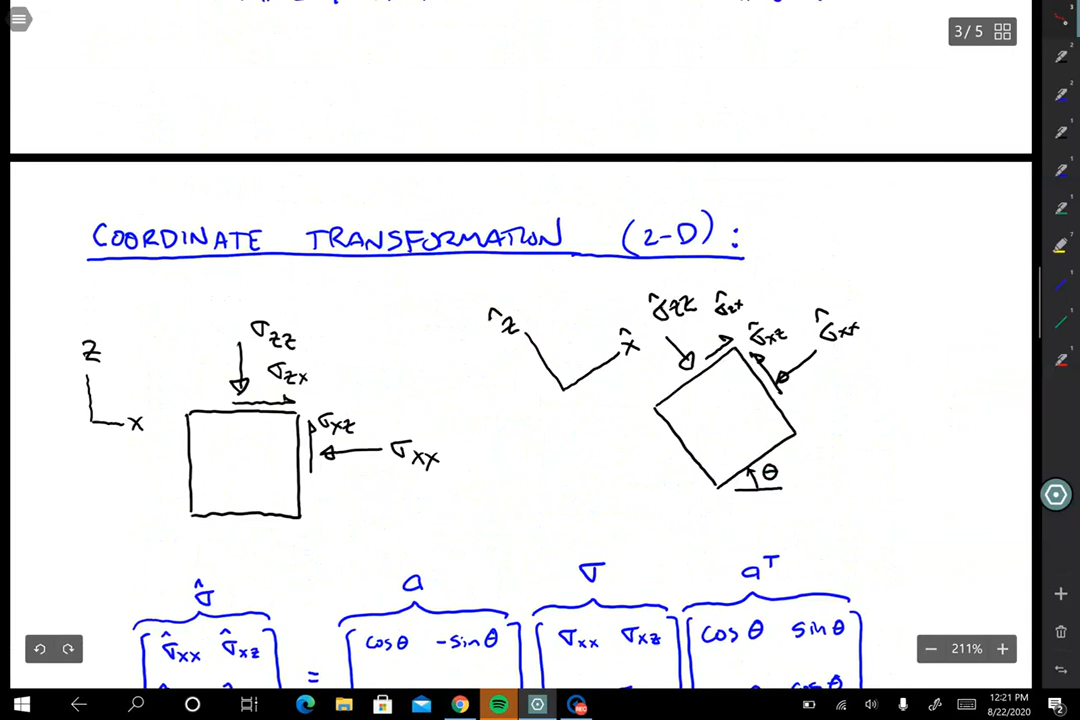 3 / 5
COORDINATE TRANSFORMATION (2-D):
σzz
σzx
z
x
σxz
σxx
ẑ
x̂
σ̂zz σ̂zx
σ̂xz
σ̂xx
θ
σ̂ a σ aᵀ
σ̂xx σ̂xz = cosθ -sinθ σxx σxz cosθ sinθ
cosθ
211%
12:21 PM
8/22/2020